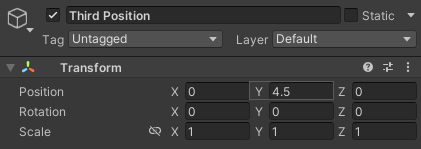 Third Position Static
Tag Untagged Layer Default
Transform
Position X 0 Y 4.5 Z 0
Rotation X 0 Y 0 Z 0
Scale X 1 Y 1 Z 1